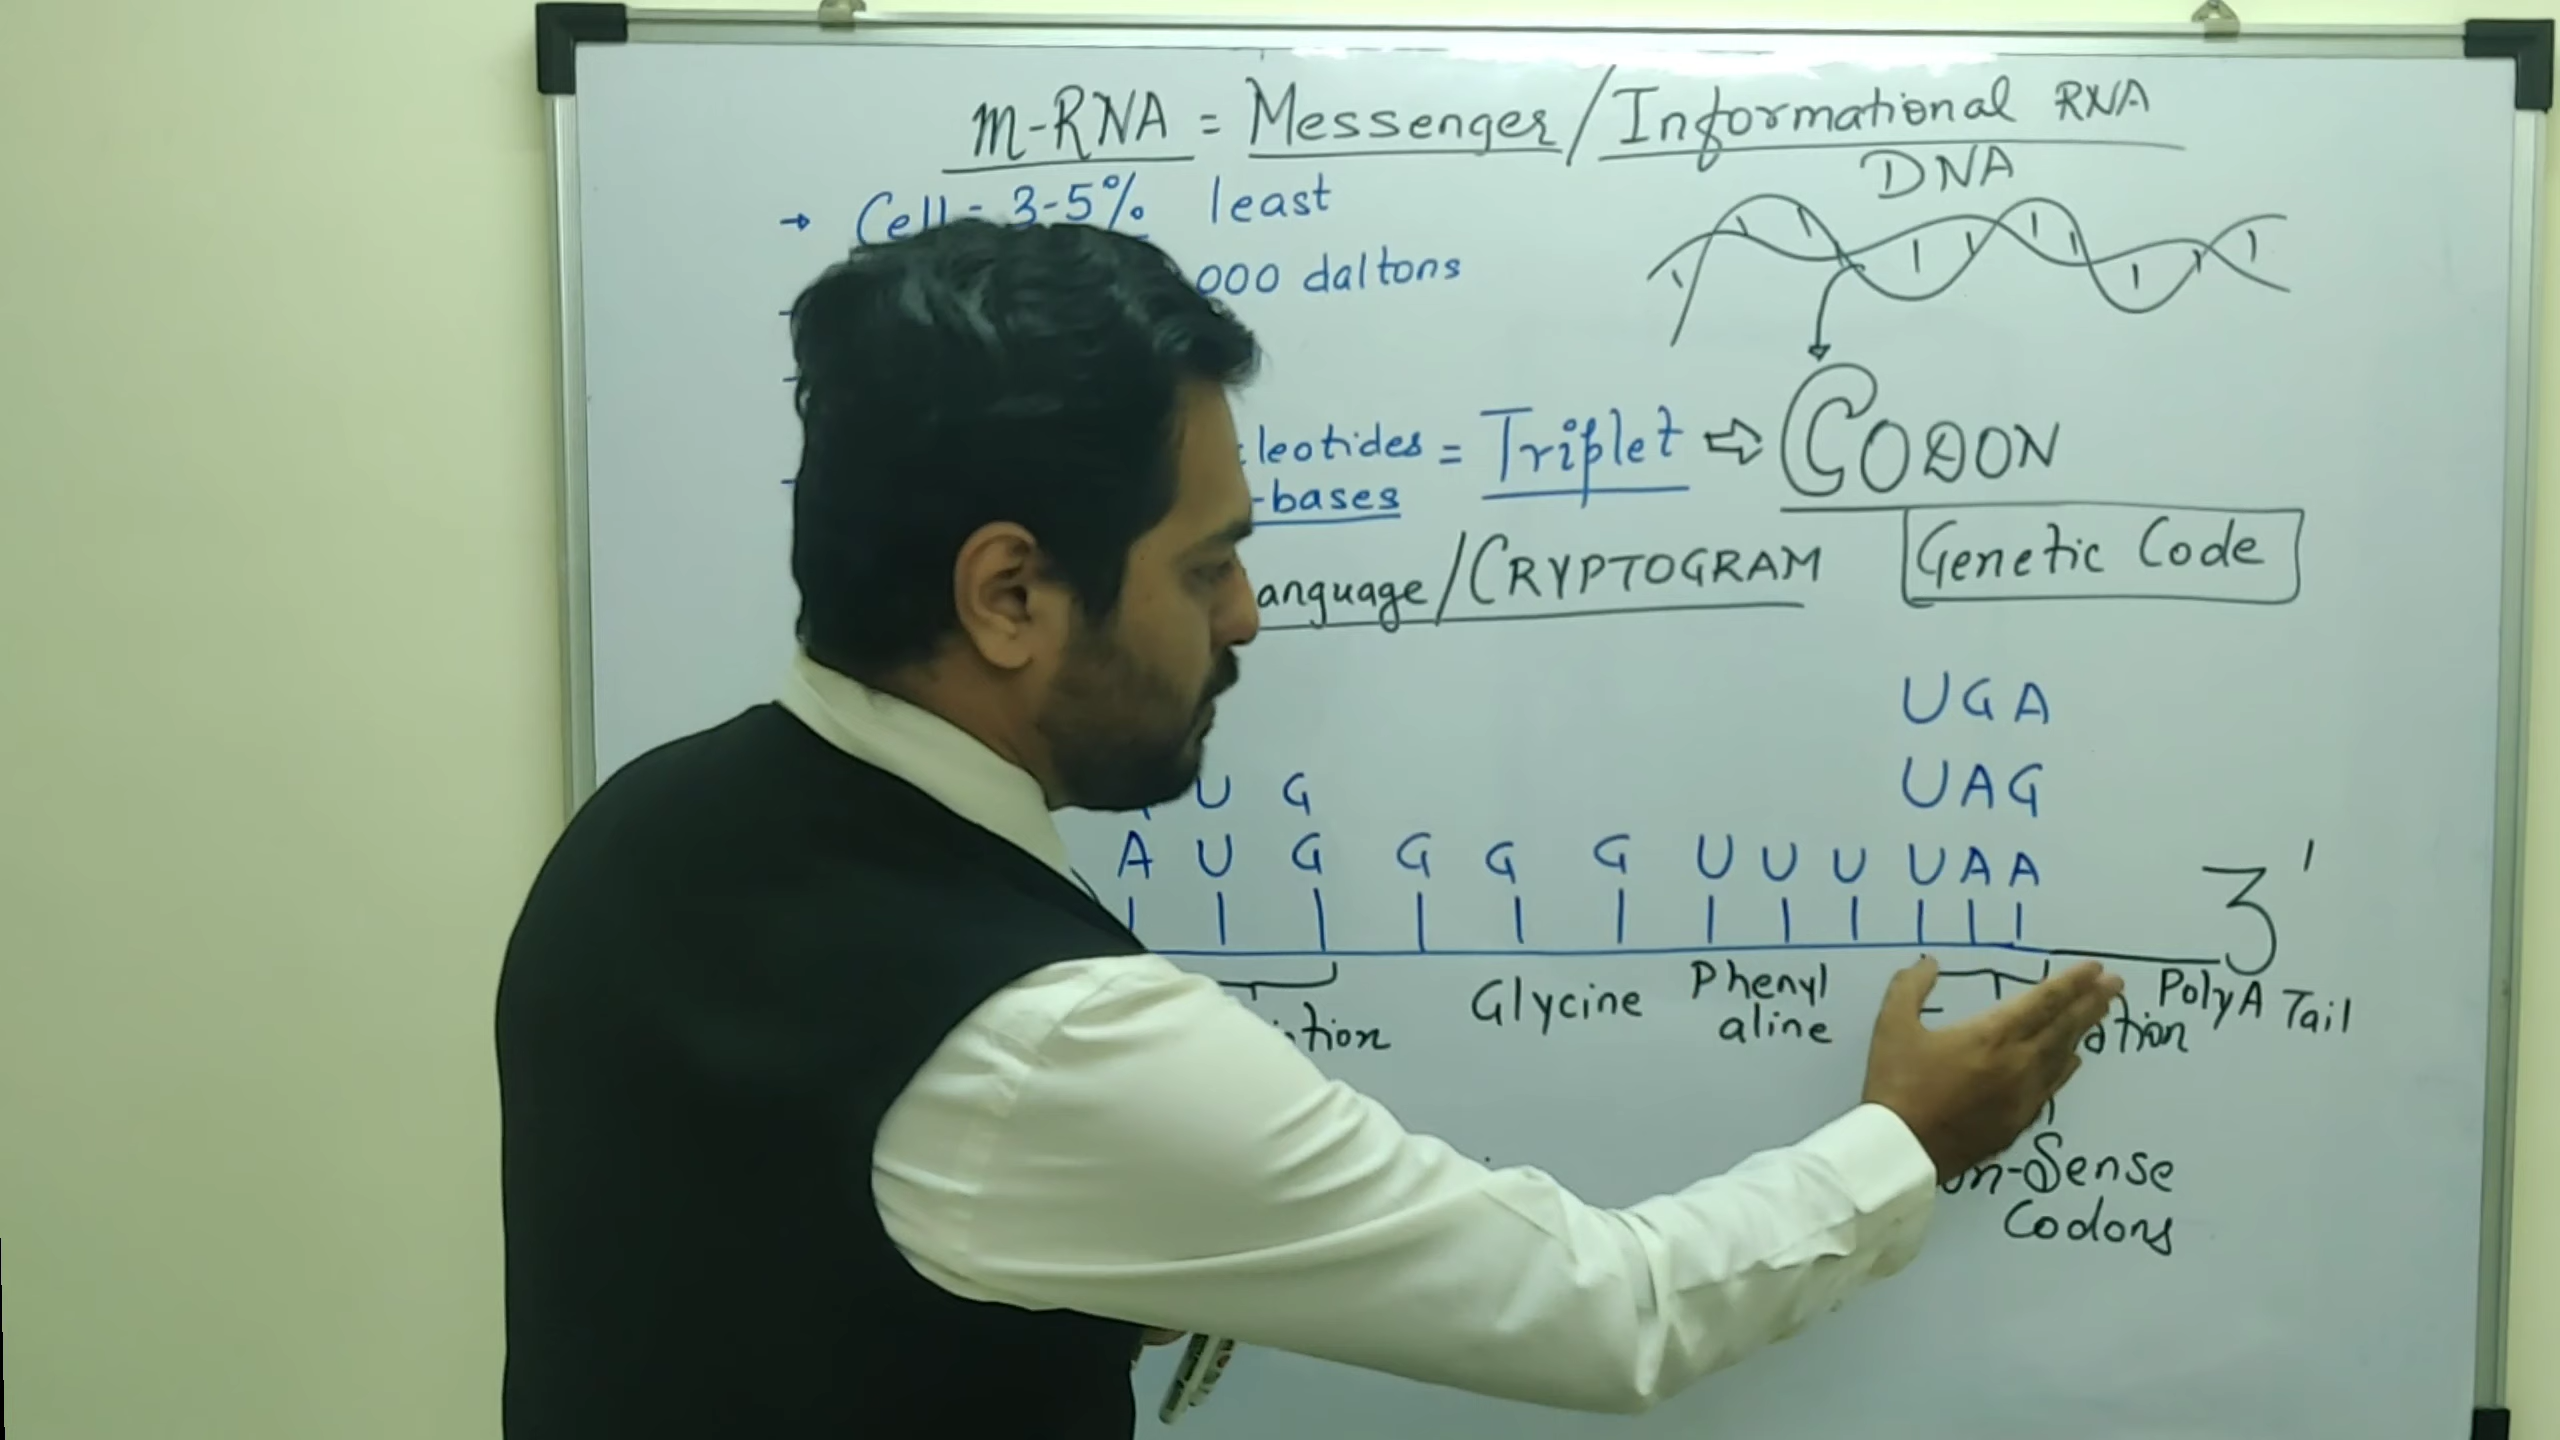 m-RNA = Messenger/Informational RNA
DNA
→ Cell = 3-5% least
000 daltons
leotides = Triplet ⇒ CODON
-bases
anguage/CRYPTOGRAM Genetic Code
UGA
UAG
U G
A U G G G G U U U U A A
3'
Glycine Phenyl
aline
PolyA Tail
tion
ation
n-Sense
Codons